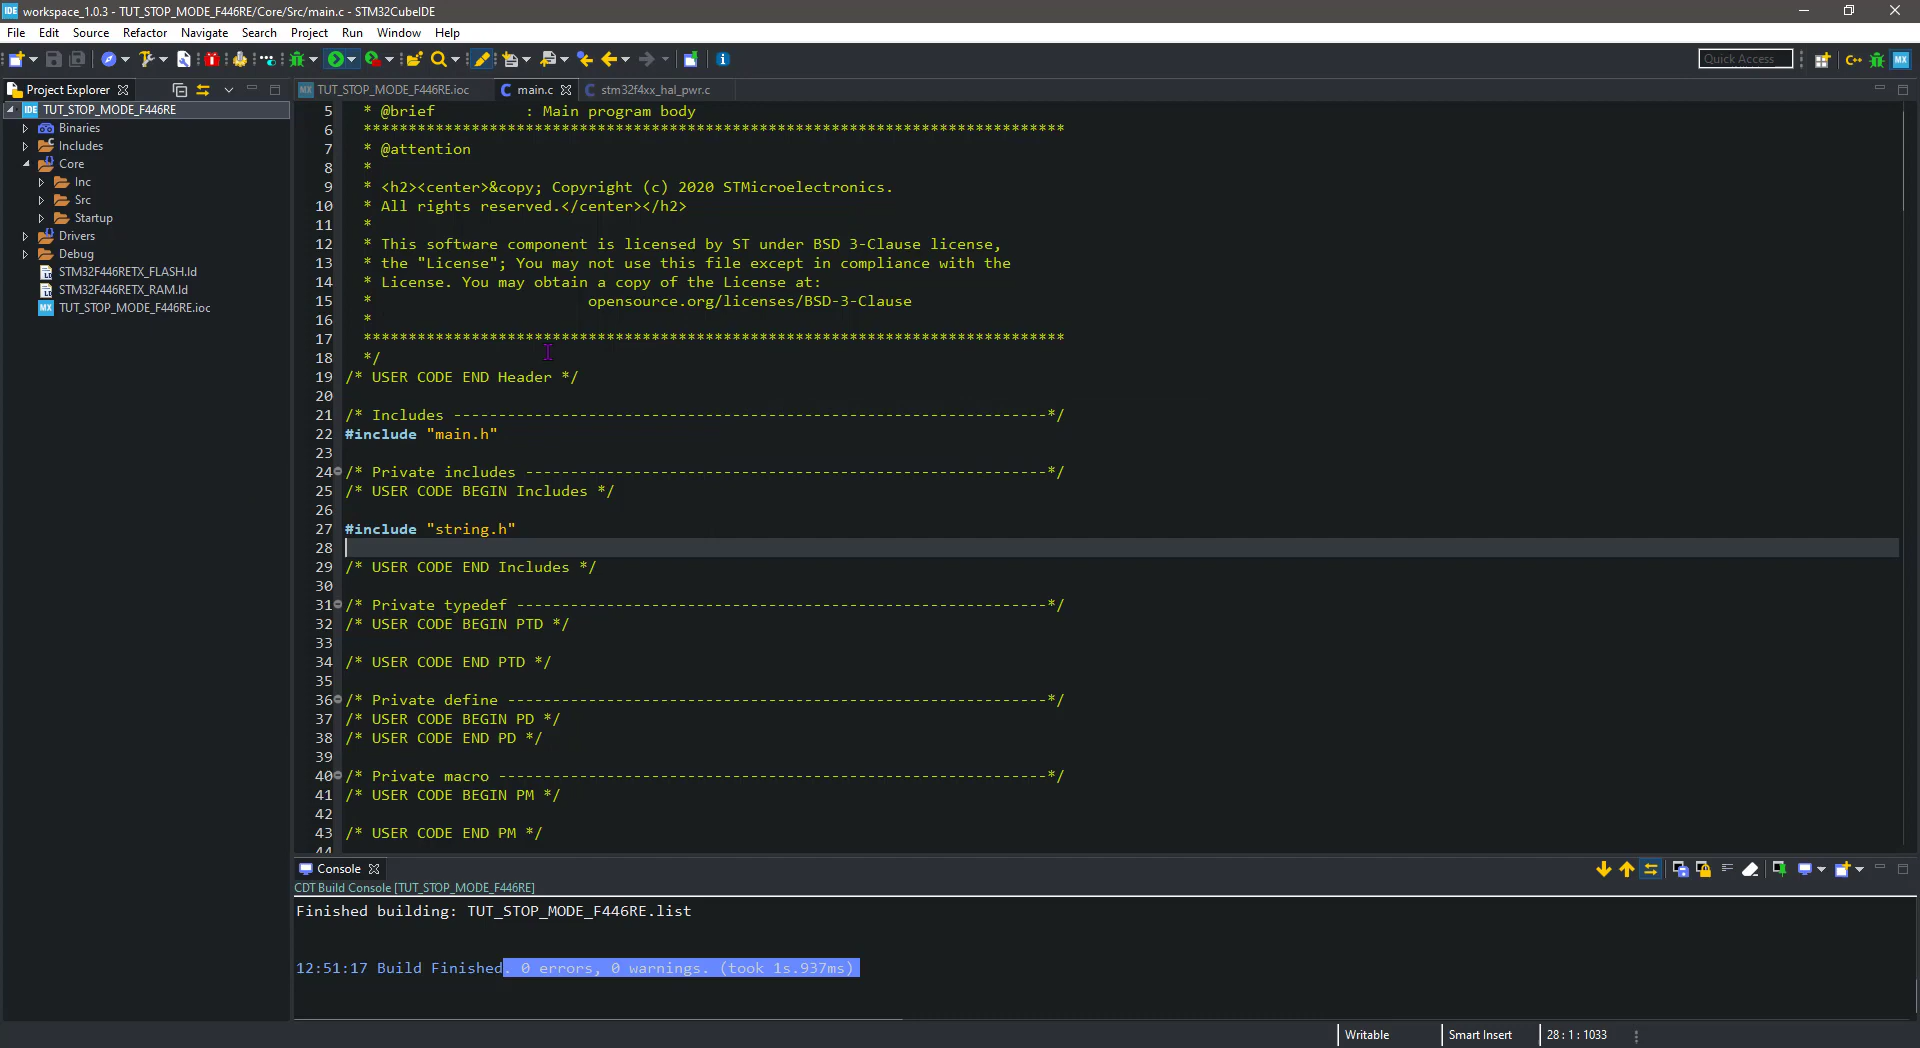 IDE workspace_1.0.3 - TUT_STOP_MODE_F446RE/Core/Src/main.c - STM32CubeIDE
File Edit Source Refactor Navigate Search Project Run Window Help
Quick Access
C++
MX
Project Explorer
MX TUT_STOP_MODE_F446RE.ioc
main.c
stm32f4xx_hal_pwr.c
IDE TUT_STOP_MODE_F446RE
Binaries
Includes
Core
Inc
Src
Startup
Drivers
Debug
STM32F446RETX_FLASH.ld
STM32F446RETX_RAM.ld
MX TUT_STOP_MODE_F446RE.ioc
5 * @brief : Main program body
6 ******************************************************************************
7 * @attention
8 *
9 * <h2><center>&copy; Copyright (c) 2020 STMicroelectronics.
10 * All rights reserved.</center></h2>
11 *
12 * This software component is licensed by ST under BSD 3-Clause license,
13 * the "License"; You may not use this file except in compliance with the
14 * License. You may obtain a copy of the License at:
15 * opensource.org/licenses/BSD-3-Clause
16 *
17 ******************************************************************************
18 */
19 /* USER CODE END Header */
20
21 /* Includes ------------------------------------------------------------------*/
22 #include "main.h"
23
24 /* Private includes ----------------------------------------------------------*/
25 /* USER CODE BEGIN Includes */
26
27 #include "string.h"
28
29 /* USER CODE END Includes */
30
31 /* Private typedef -----------------------------------------------------------*/
32 /* USER CODE BEGIN PTD */
33
34 /* USER CODE END PTD */
35
36 /* Private define ------------------------------------------------------------*/
37 /* USER CODE BEGIN PD */
38 /* USER CODE END PD */
39
40 /* Private macro -------------------------------------------------------------*/
41 /* USER CODE BEGIN PM */
42
43 /* USER CODE END PM */
44
Console
CDT Build Console [TUT_STOP_MODE_F446RE]
Finished building: TUT_STOP_MODE_F446RE.list
12:51:17 Build Finished. 0 errors, 0 warnings. (took 1s.937ms)
Writable
Smart Insert
28 : 1 : 1033